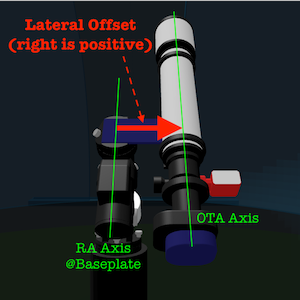 Lateral Offset
(right is positive)
OTA Axis
RA Axis
@Baseplate